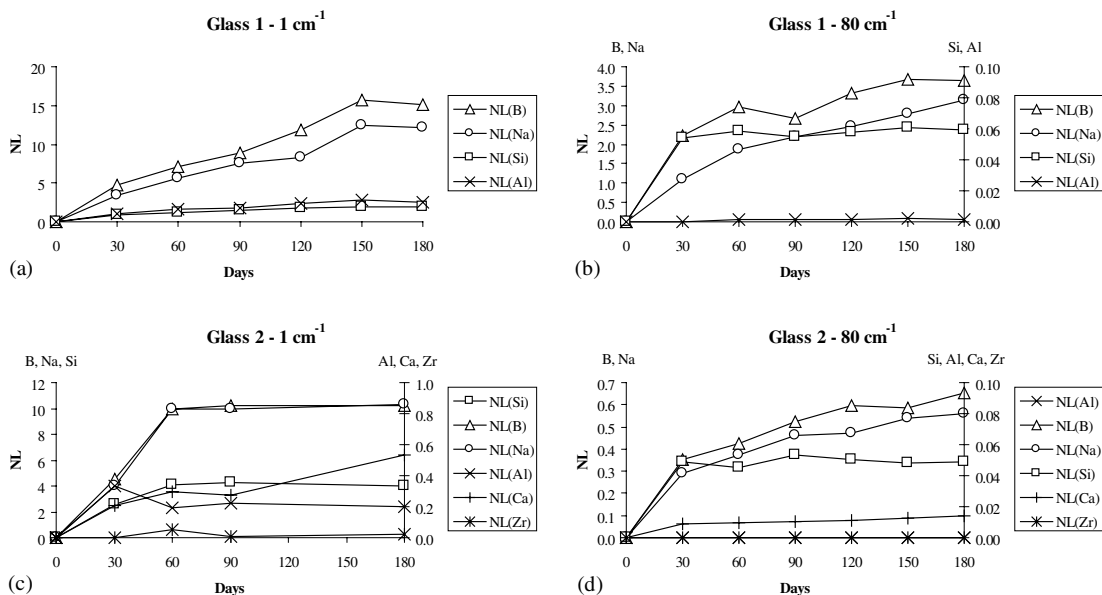 Glass 1 - 1 cm⁻¹
20
15
10
5
0
NL
0 30 60 90 120 150 180
Days
NL(B)
NL(Na)
NL(Si)
NL(Al)
(a)
Glass 1 - 80 cm⁻¹
B, Na
Si, Al
4.0
3.5
3.0
2.5
2.0
1.5
1.0
0.5
0.0
NL
0.10
0.08
0.06
0.04
0.02
0.00
0 30 60 90 120 150 180
Days
NL(B)
NL(Na)
NL(Si)
NL(Al)
(b)
Glass 2 - 1 cm⁻¹
B, Na, Si
Al, Ca, Zr
12
10
8
6
4
2
0
NL
1.0
0.8
0.6
0.4
0.2
0.0
0 30 60 90 120 150 180
Days
NL(Si)
NL(B)
NL(Na)
NL(Al)
NL(Ca)
NL(Zr)
(c)
Glass 2 - 80 cm⁻¹
B, Na
Si, Al, Ca, Zr
0.7
0.6
0.5
0.4
0.3
0.2
0.1
0.0
NL
0.10
0.08
0.06
0.04
0.02
0.00
0 30 60 90 120 150 180
Days
NL(Al)
NL(B)
NL(Na)
NL(Si)
NL(Ca)
NL(Zr)
(d)